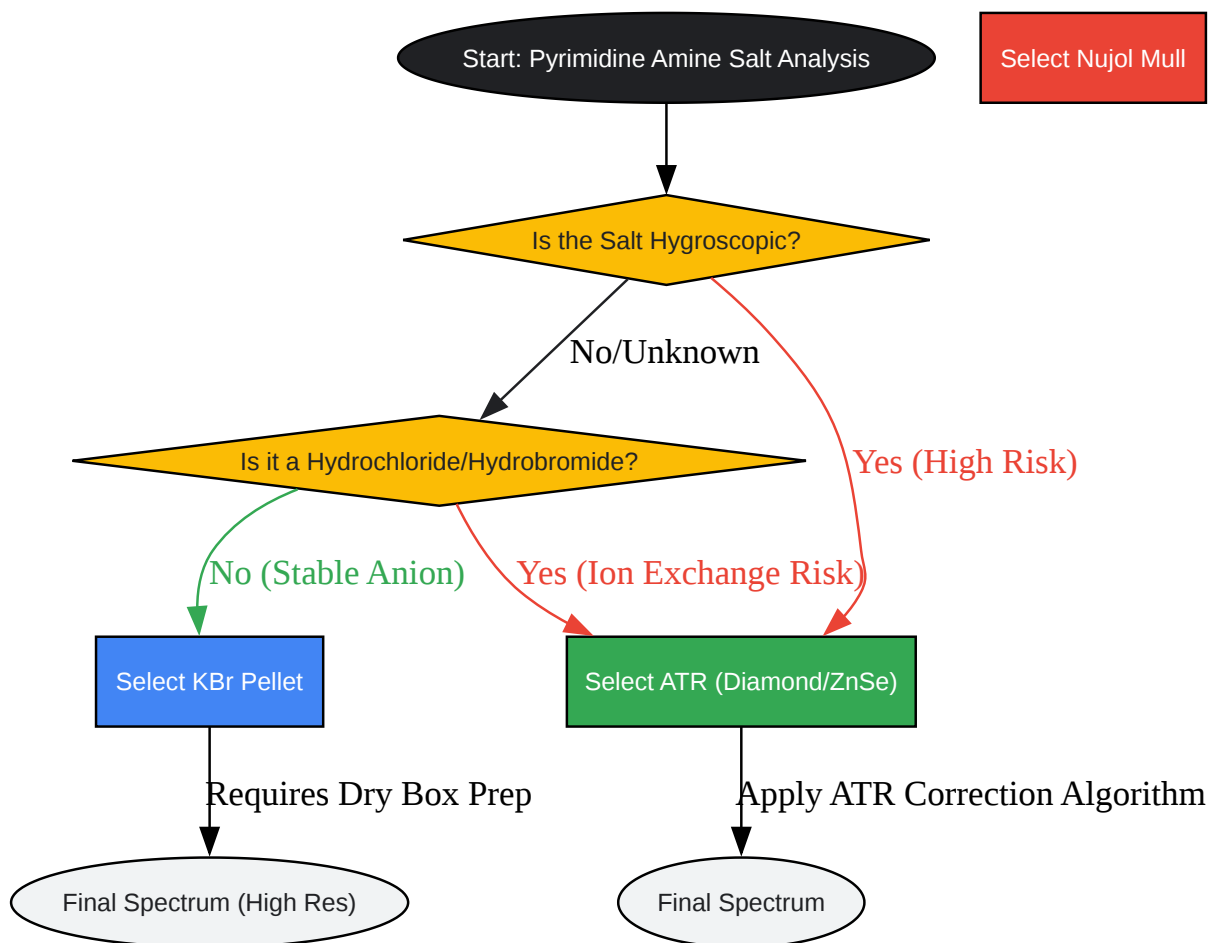 Start: Pyrimidine Amine Salt Analysis
Select Nujol Mull
Is the Salt Hygroscopic?
No/Unknown
Is it a Hydrochloride/Hydrobromide?
Yes (High Risk)
No (Stable Anion)
Yes (Ion Exchange Risk)
Select KBr Pellet
Select ATR (Diamond/ZnSe)
Requires Dry Box Prep
Apply ATR Correction Algorithm
Final Spectrum (High Res)
Final Spectrum